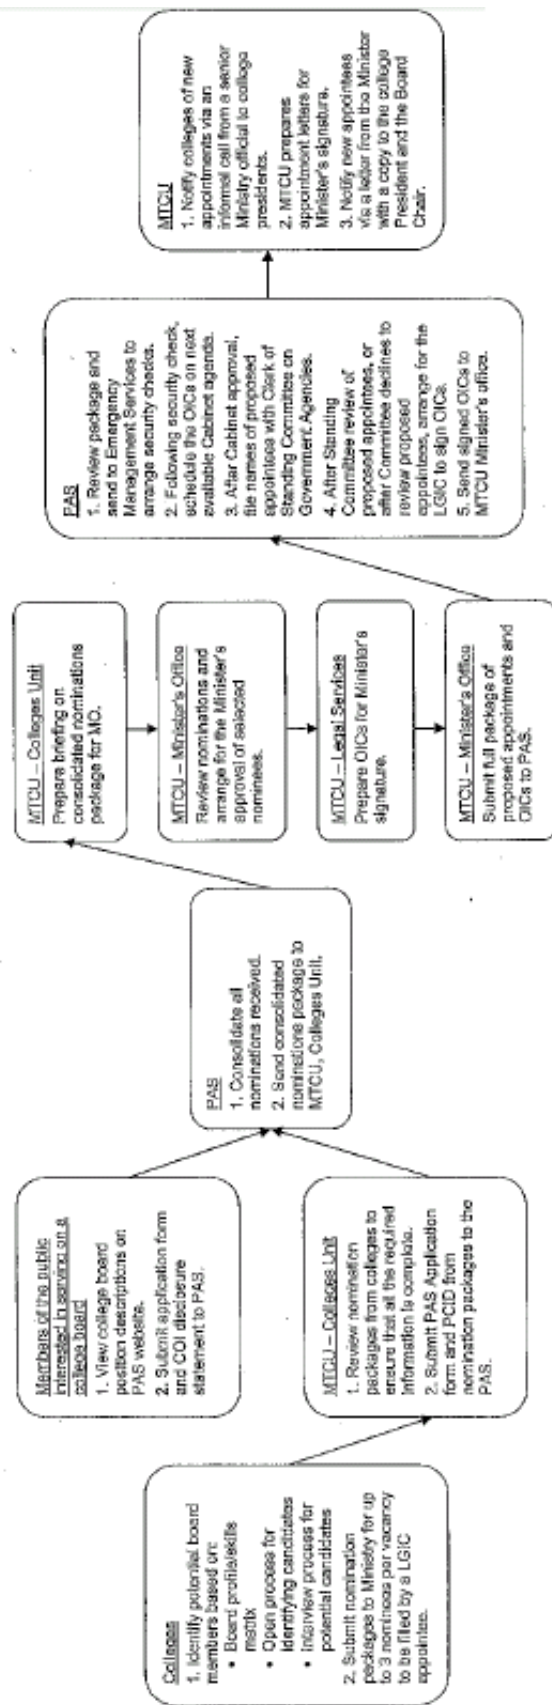 Colleges
1. Identify potential board
members based on:
• Board profile/skills
matrix
• Open process for
identifying candidates
• Interview process for
potential candidates
2. Submit nomination
packages to Ministry for up
to 3 nominees per vacancy
to be filled by a LGIC
appointee.
Members of the public
interested in serving on a
college board
1. View college board
position descriptions on
PAS website.
2. Submit application form
and COI disclosure
statement to PAS.
MTCU – Colleges Unit
1. Review nomination
packages from colleges to
ensure that all the required
information is complete.
2. Submit PAS Application
form and PCID from
nomination packages to the
PAS.
PAS
1. Consolidate all
nominations received.
2. Send consolidated
nominations package to
MTCU, Colleges Unit.
MTCU – Colleges Unit
Prepare briefing on
consolidated nominations
package for MO.
MTCU – Minister's Office
Review nominations and
arrange for the Minister's
approval of selected
nominees.
MTCU – Legal Services
Prepare OICs for Minister's
signature.
MTCU – Minister's Office
Submit full package of
proposed appointments and
OICs to PAS.
PAS
1. Review package and
send to Emergency
Management Services to
arrange security checks.
2. Following security check,
schedule the OICs on next
available Cabinet agenda.
3. After Cabinet approval,
file names of proposed
appointees with Clerk of
Standing Committee on
Government Agencies.
4. After Standing
Committee review of
proposed appointees, or
after Committee declines to
review proposed
appointees, arrange for the
LGIC to sign OICs.
5. Send signed OICs to
MTCU Minister's office.
MTCU
1. Notify colleges of new
appointments via an
informal call from a senior
Ministry official to college
presidents.
2. MTCU prepares
appointment letters for
Minister's signature.
3. Notify new appointees
via a letter from the Minister
with a copy to the college
President and the Board
Chair.